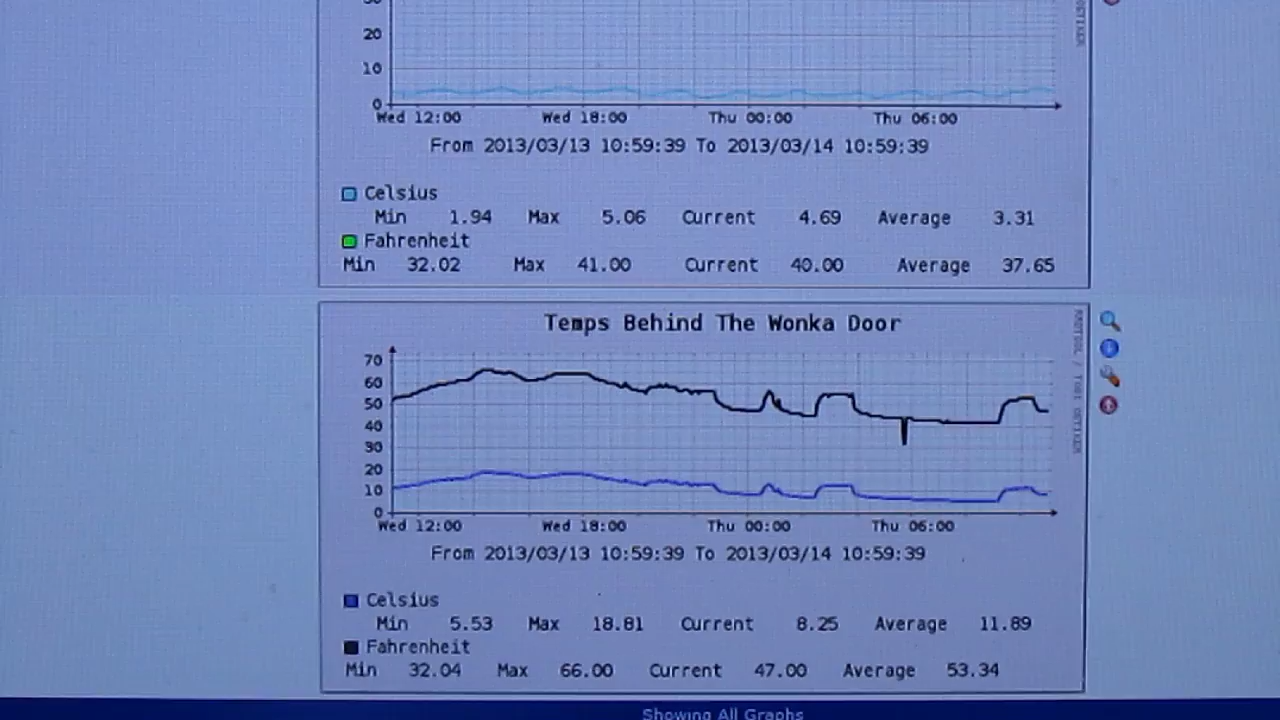 20
10
0
Wed 12:00 Wed 18:00 Thu 00:00 Thu 06:00
From 2013/03/13 10:59:39 To 2013/03/14 10:59:39
Celsius
Min 1.94 Max 5.06 Current 4.69 Average 3.31
Fahrenheit
Min 32.02 Max 41.00 Current 40.00 Average 37.65
Temps Behind The Wonka Door
RRDTOOL / TOBI OETIKER
70
60
50
40
30
20
10
0
Wed 12:00 Wed 18:00 Thu 00:00 Thu 06:00
From 2013/03/13 10:59:39 To 2013/03/14 10:59:39
Celsius
Min 5.53 Max 18.81 Current 8.25 Average 11.89
Fahrenheit
Min 32.04 Max 66.00 Current 47.00 Average 53.34
Showing All Graphs